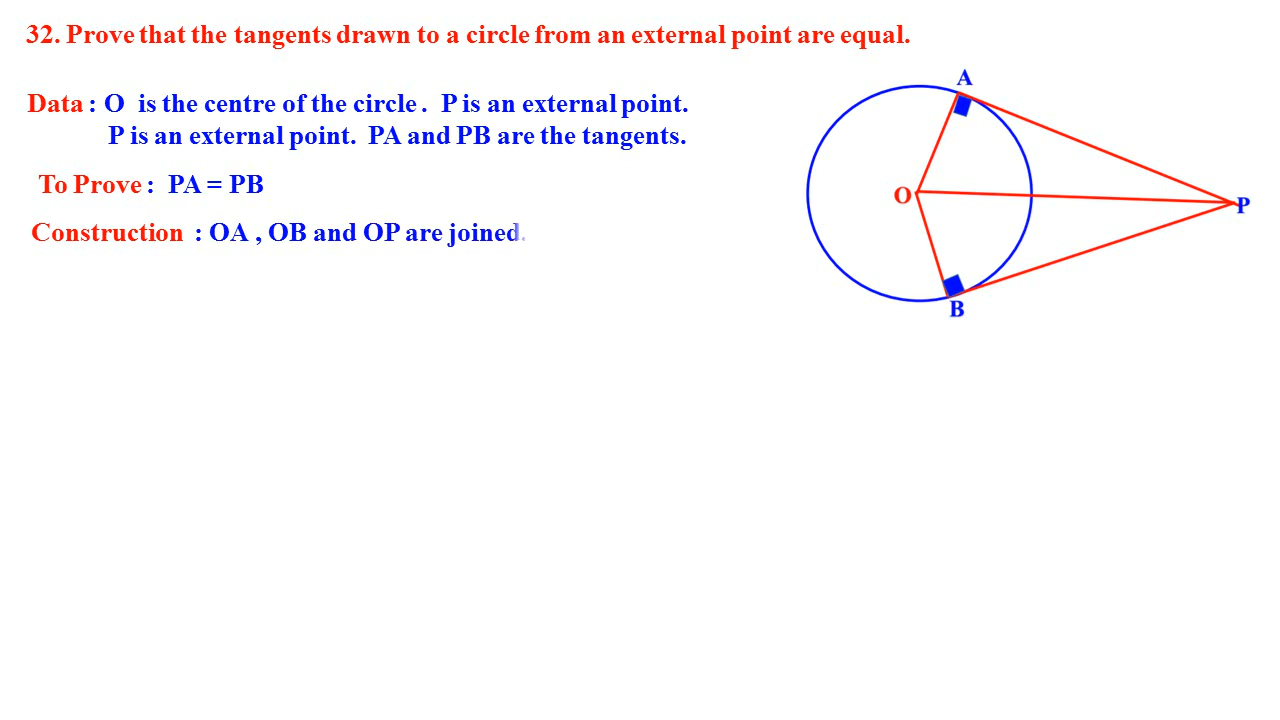 32. Prove that the tangents drawn to a circle from an external point are equal.
Data : O is the centre of the circle . P is an external point.
P is an external point. PA and PB are the tangents.
To Prove : PA = PB
Construction : OA , OB and OP are joined.
A
O
P
B